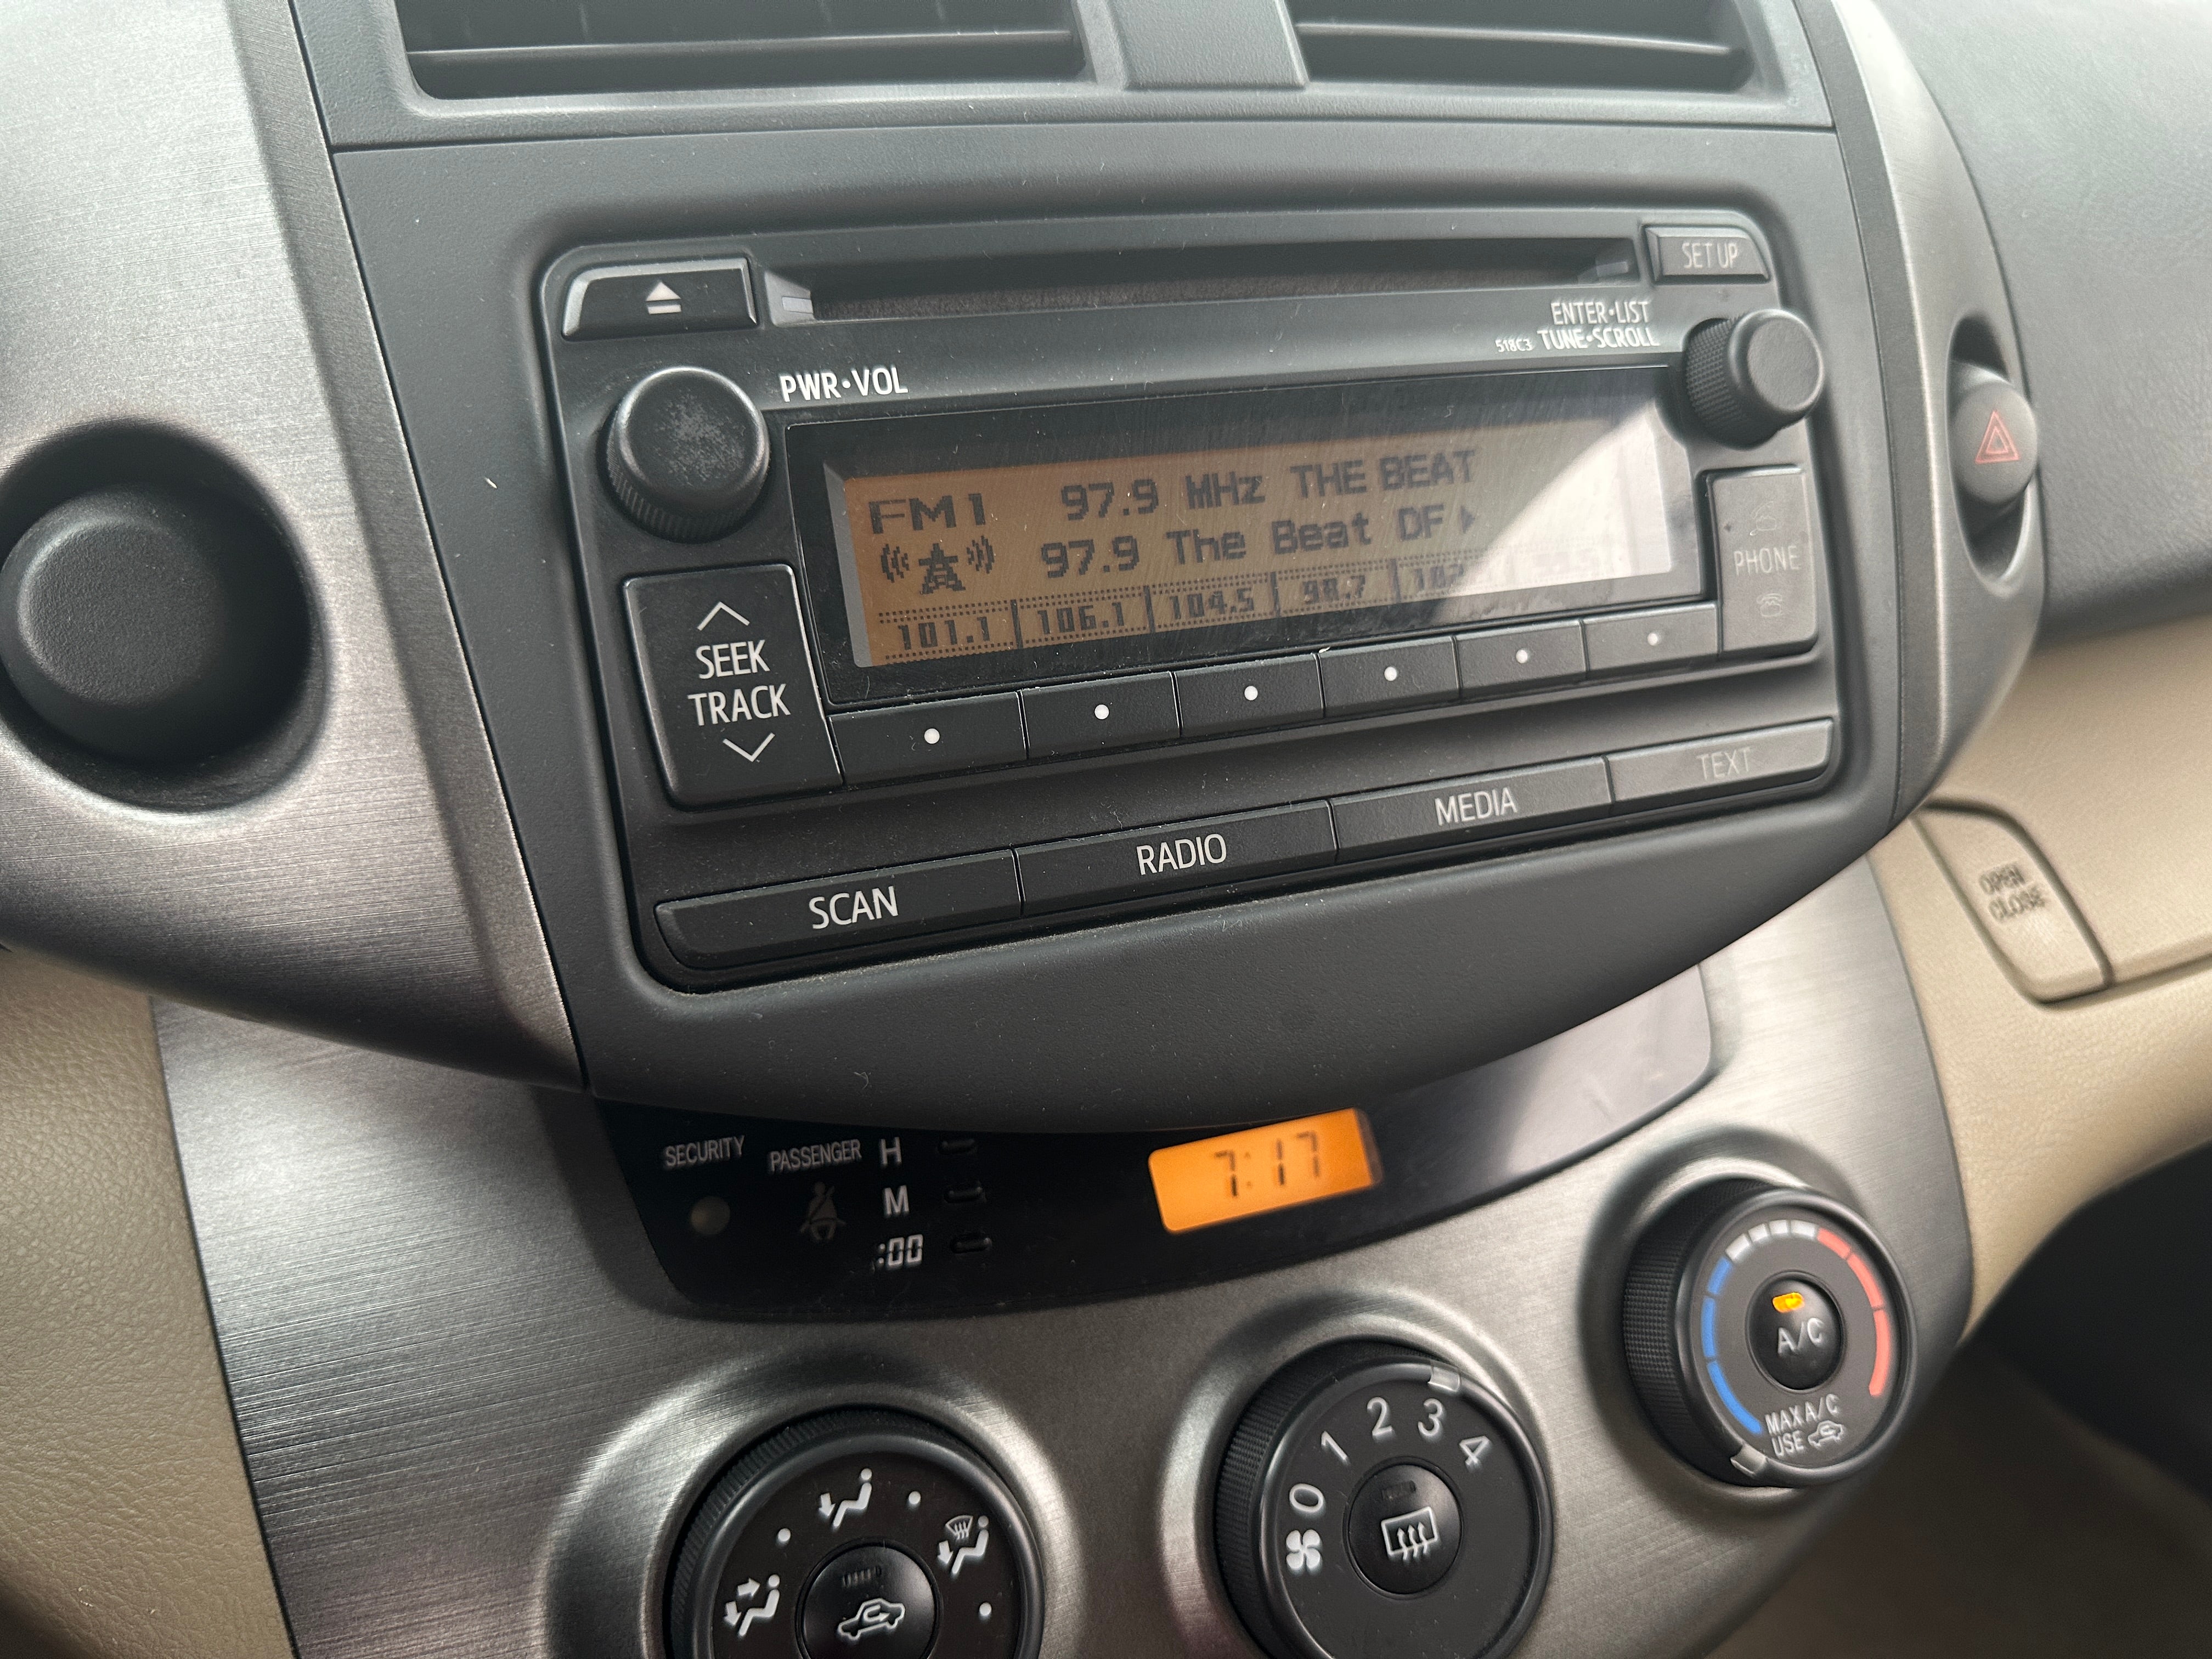 SET UP
ENTER•LIST
518C3 TUNE•SCROLL
PWR•VOL
FM1 97.9 MHz THE BEAT
97.9 The Beat DF
101.1 106.1 104.5 98.7
PHONE
SEEK
TRACK
TEXT
MEDIA
RADIO
SCAN
OPEN
CLOSE
SECURITY
PASSENGER
H
M
:00
7:17
A/C
MAX A/C
USE
0 1 2 3 4